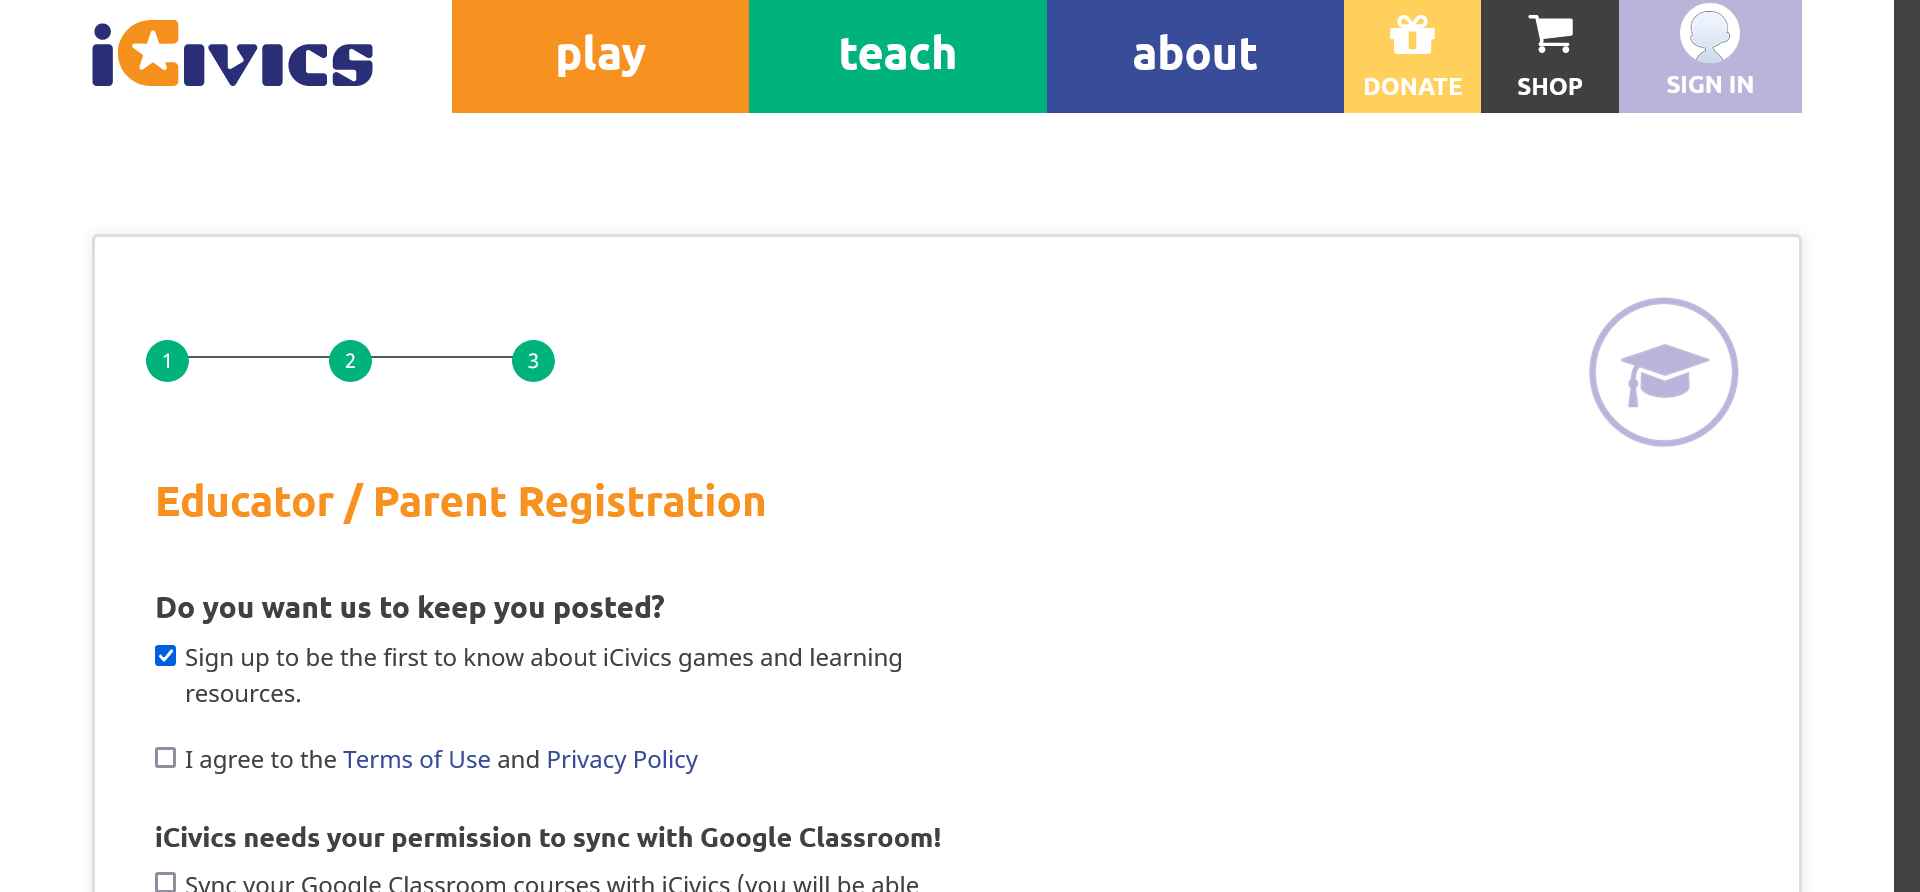 iCivics
play
teach
about
DONATE
SHOP
SIGN IN
1
2
3
Educator / Parent Registration
Do you want us to keep you posted?
Sign up to be the first to know about iCivics games and learning
resources.
I agree to the Terms of Use and Privacy Policy
iCivics needs your permission to sync with Google Classroom!
Sync your Google Classroom courses with iCivics (you will be able